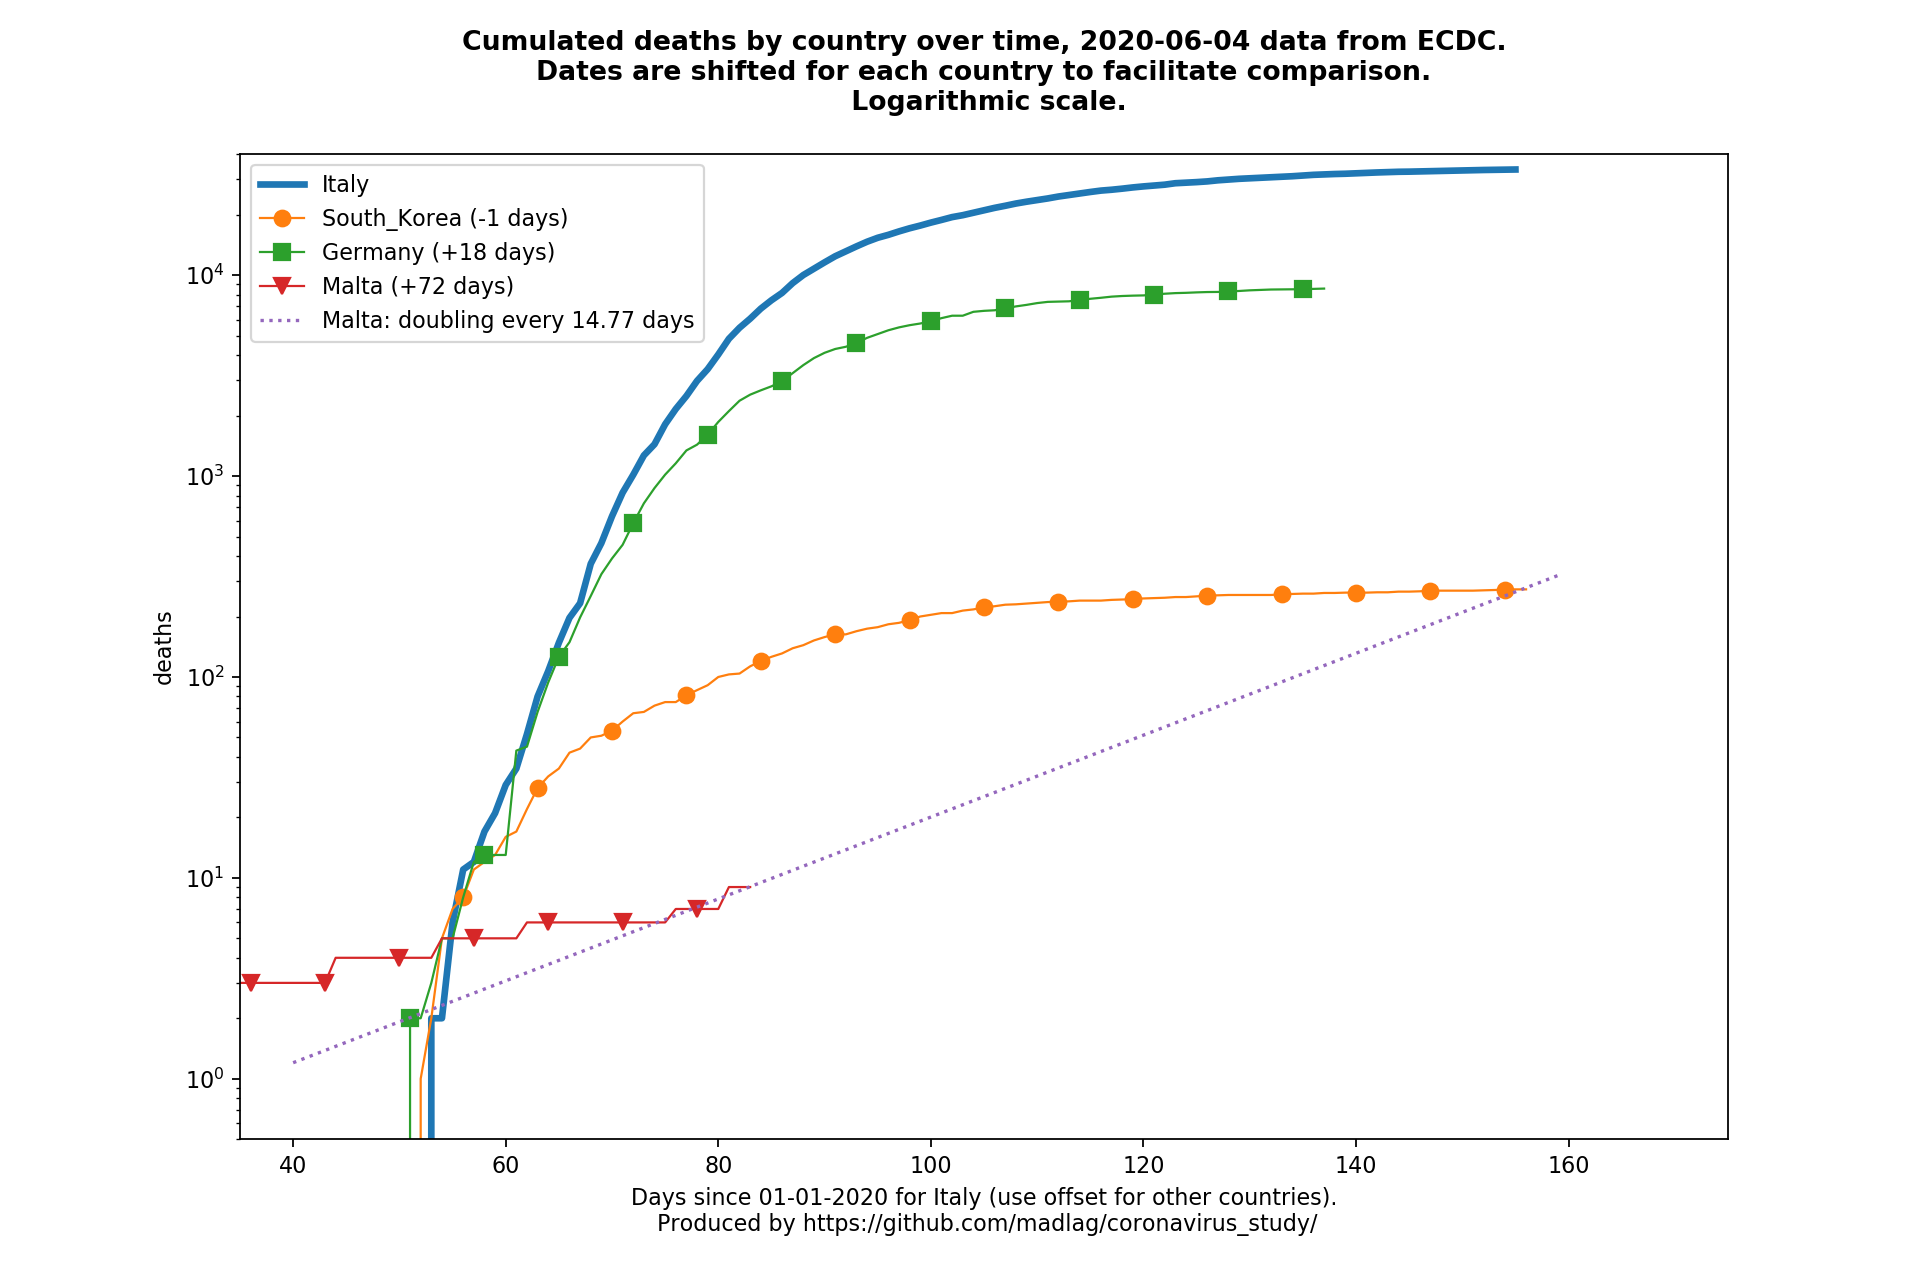 Cumulated deaths by country over time, 2020-06-04 data from ECDC.
Dates are shifted for each country to facilitate comparison.
Logarithmic scale.
Italy
South_Korea (-1 days)
Germany (+18 days)
Malta (+72 days)
Malta: doubling every 14.77 days
10⁴
10³
10²
10¹
10⁰
deaths
40 60 80 100 120 140 160
Days since 01-01-2020 for Italy (use offset for other countries).
Produced by https://github.com/madlag/coronavirus_study/